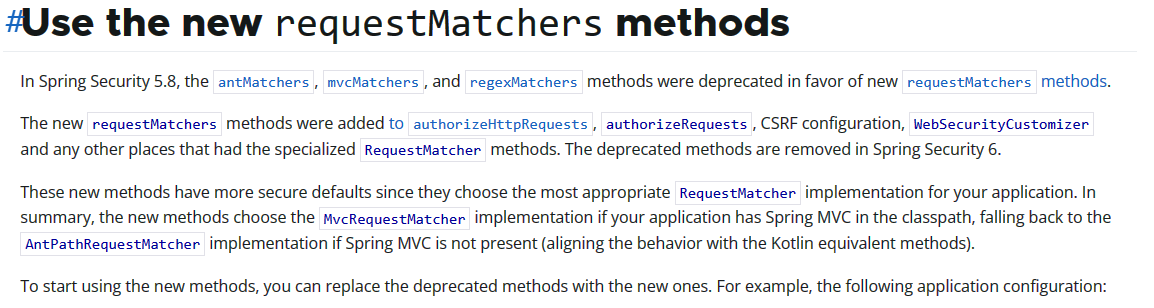 #Use the new requestMatchers methods
In Spring Security 5.8, the antMatchers, mvcMatchers, and regexMatchers methods were deprecated in favor of new requestMatchers methods.
The new requestMatchers methods were added to authorizeHttpRequests, authorizeRequests, CSRF configuration, WebSecurityCustomizer
and any other places that had the specialized RequestMatcher methods. The deprecated methods are removed in Spring Security 6.
These new methods have more secure defaults since they choose the most appropriate RequestMatcher implementation for your application. In
summary, the new methods choose the MvcRequestMatcher implementation if your application has Spring MVC in the classpath, falling back to the
AntPathRequestMatcher implementation if Spring MVC is not present (aligning the behavior with the Kotlin equivalent methods).
To start using the new methods, you can replace the deprecated methods with the new ones. For example, the following application configuration: